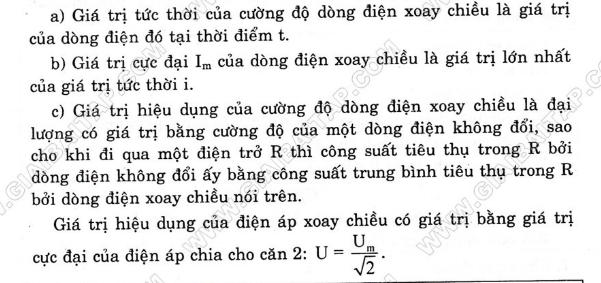 a) Giá trị tức thời của cường độ dòng điện xoay chiều là giá trị
của dòng điện đó tại thời điểm t.
b) Giá trị cực đại Iₘ của dòng điện xoay chiều là giá trị lớn nhất
của giá trị tức thời i.
c) Giá trị hiệu dụng của cường độ dòng điện xoay chiều là đại
lượng có giá trị bằng cường độ của một dòng điện không đổi, sao
cho khi đi qua một điện trở R thì công suất tiêu thụ trong R bởi
dòng điện không đổi ấy bằng công suất trung bình tiêu thụ trong R
bởi dòng điện xoay chiều nói trên.
Giá trị hiệu dụng của điện áp xoay chiều có giá trị bằng giá trị
cực đại của điện áp chia cho căn 2: U = Uₘ/√2.